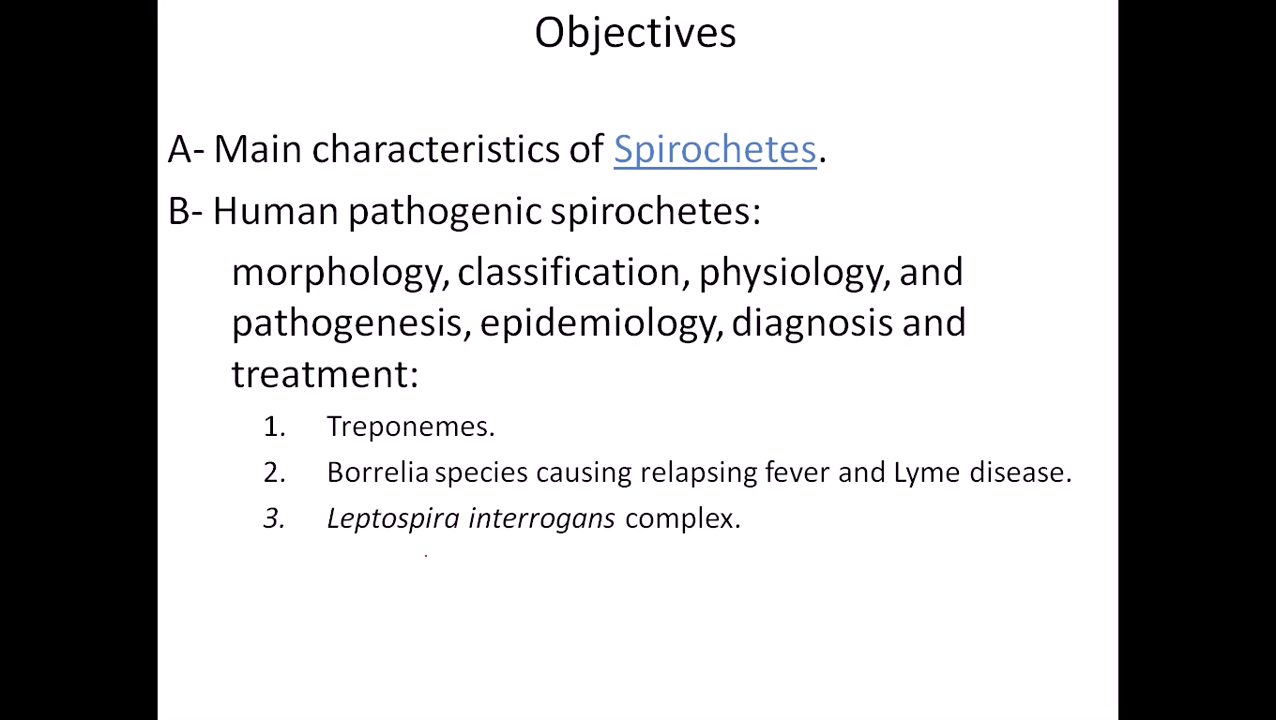 Objectives
A- Main characteristics of Spirochetes.
B- Human pathogenic spirochetes:
morphology, classification, physiology, and
pathogenesis, epidemiology, diagnosis and
treatment:
1. Treponemes.
2. Borrelia species causing relapsing fever and Lyme disease.
3. Leptospira interrogans complex.